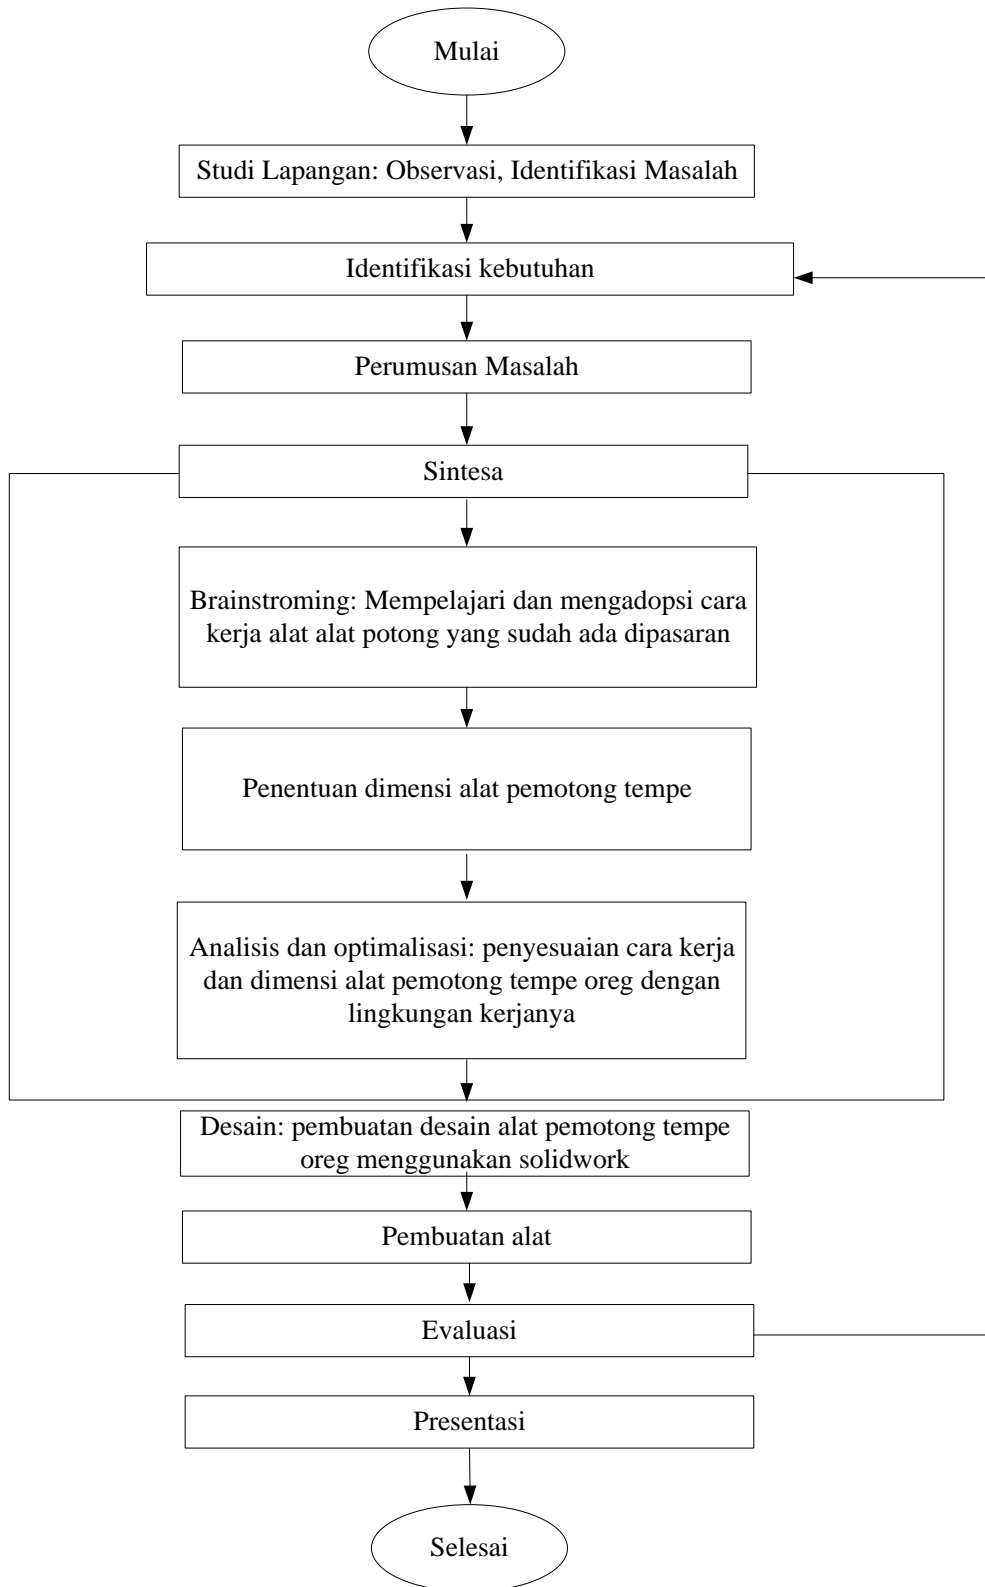 Mulai
Studi Lapangan: Observasi, Identifikasi Masalah
Identifikasi kebutuhan
Perumusan Masalah
Sintesa
Brainstroming: Mempelajari dan mengadopsi cara
kerja alat alat potong yang sudah ada dipasaran
Penentuan dimensi alat pemotong tempe
Analisis dan optimalisasi: penyesuaian cara kerja
dan dimensi alat pemotong tempe oreg dengan
lingkungan kerjanya
Desain: pembuatan desain alat pemotong tempe
oreg menggunakan solidwork
Pembuatan alat
Evaluasi
Presentasi
Selesai